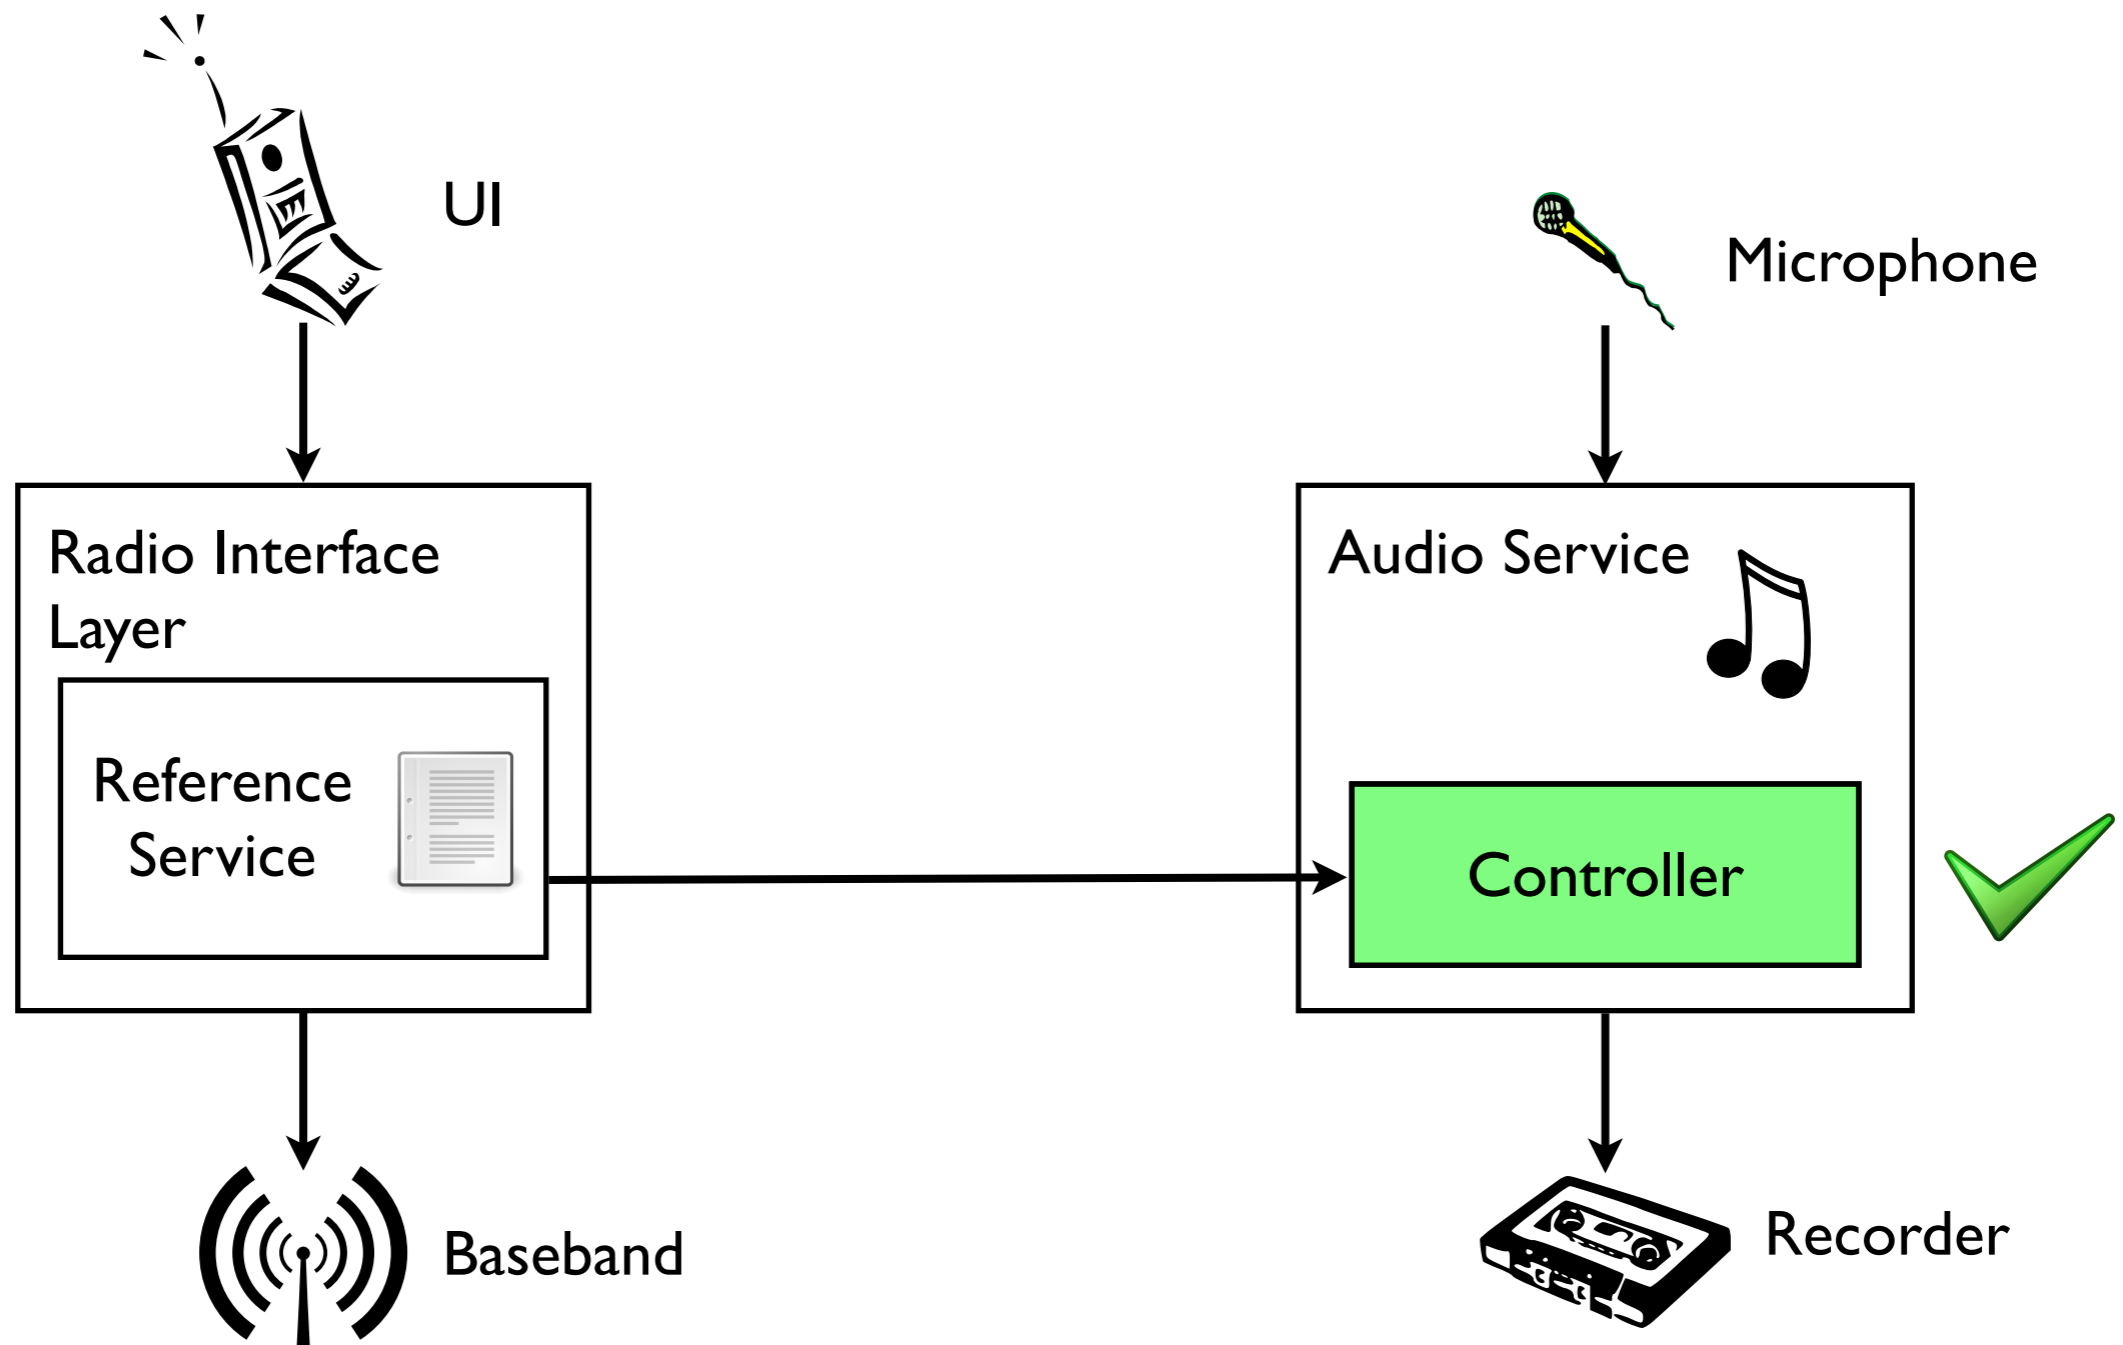 UI
Microphone
Radio Interface
Layer
Audio Service
Reference
Service
Controller
Baseband
Recorder